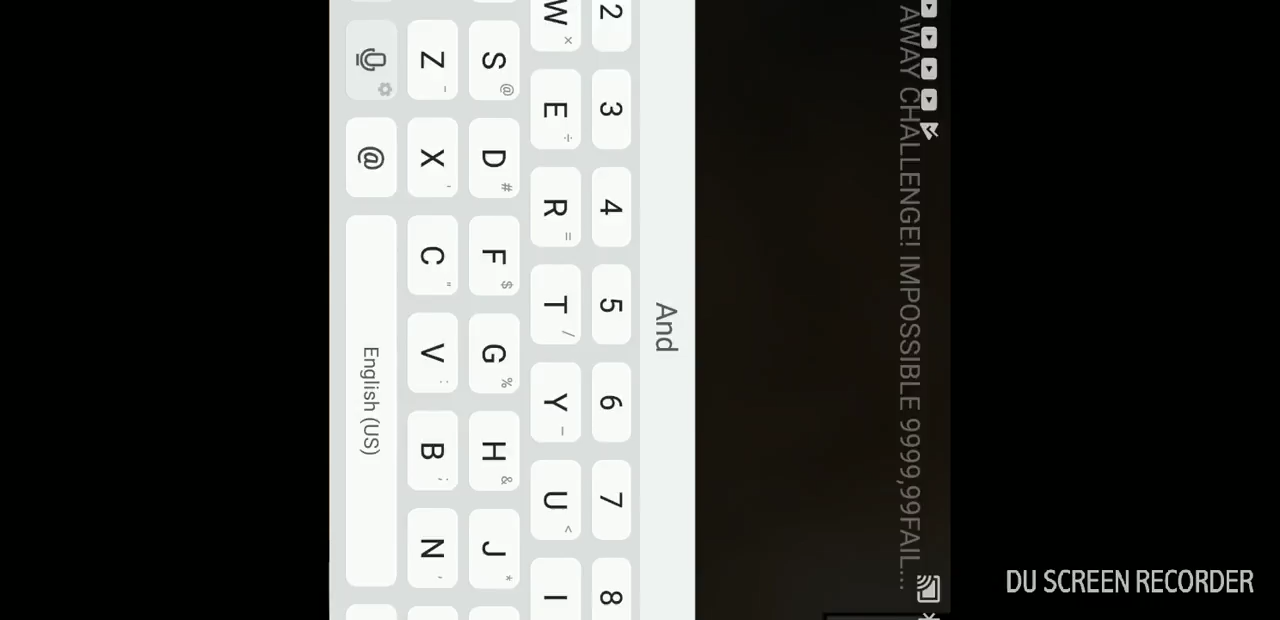 AWAY CHALLENGE! IMPOSSIBLE 9999,99FAIL...
And
2 3 4 5 6 7 8
W × E ÷ R = T / Y U < I
S @ D # F $ G % H & J *
Z X C V B N
@ English (US)
DU SCREEN RECORDER